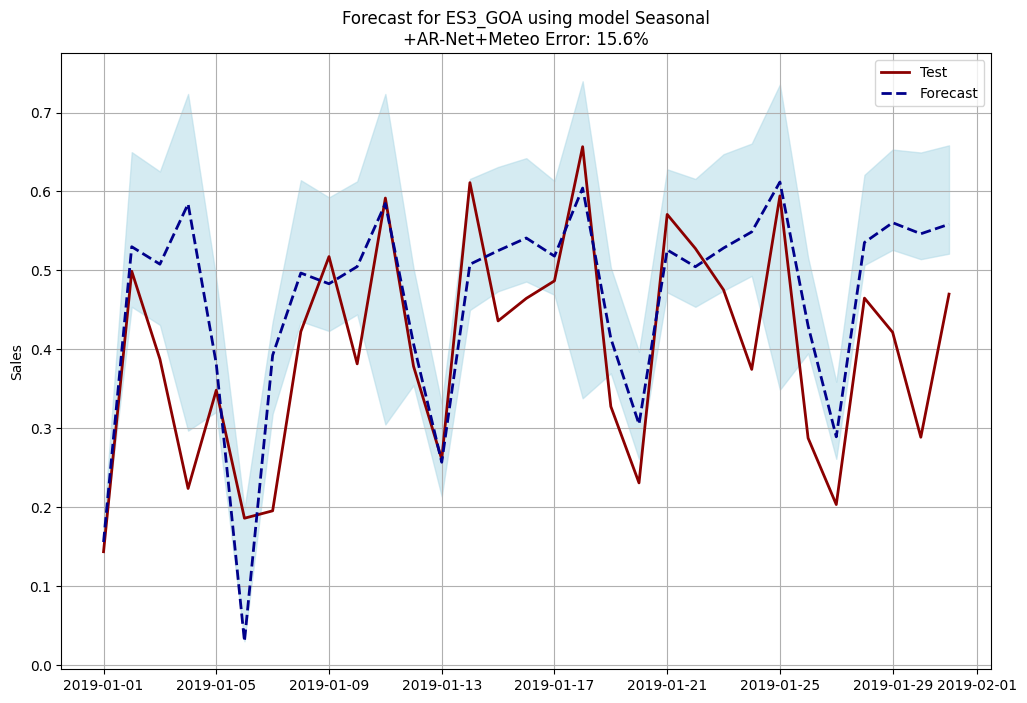 Forecast for ES3_GOA using model Seasonal
+AR-Net+Meteo Error: 15.6%
Test
Forecast
Sales
0.7
0.6
0.5
0.4
0.3
0.2
0.1
0.0
2019-01-01 2019-01-05 2019-01-09 2019-01-13 2019-01-17 2019-01-21 2019-01-25 2019-01-29 2019-02-01